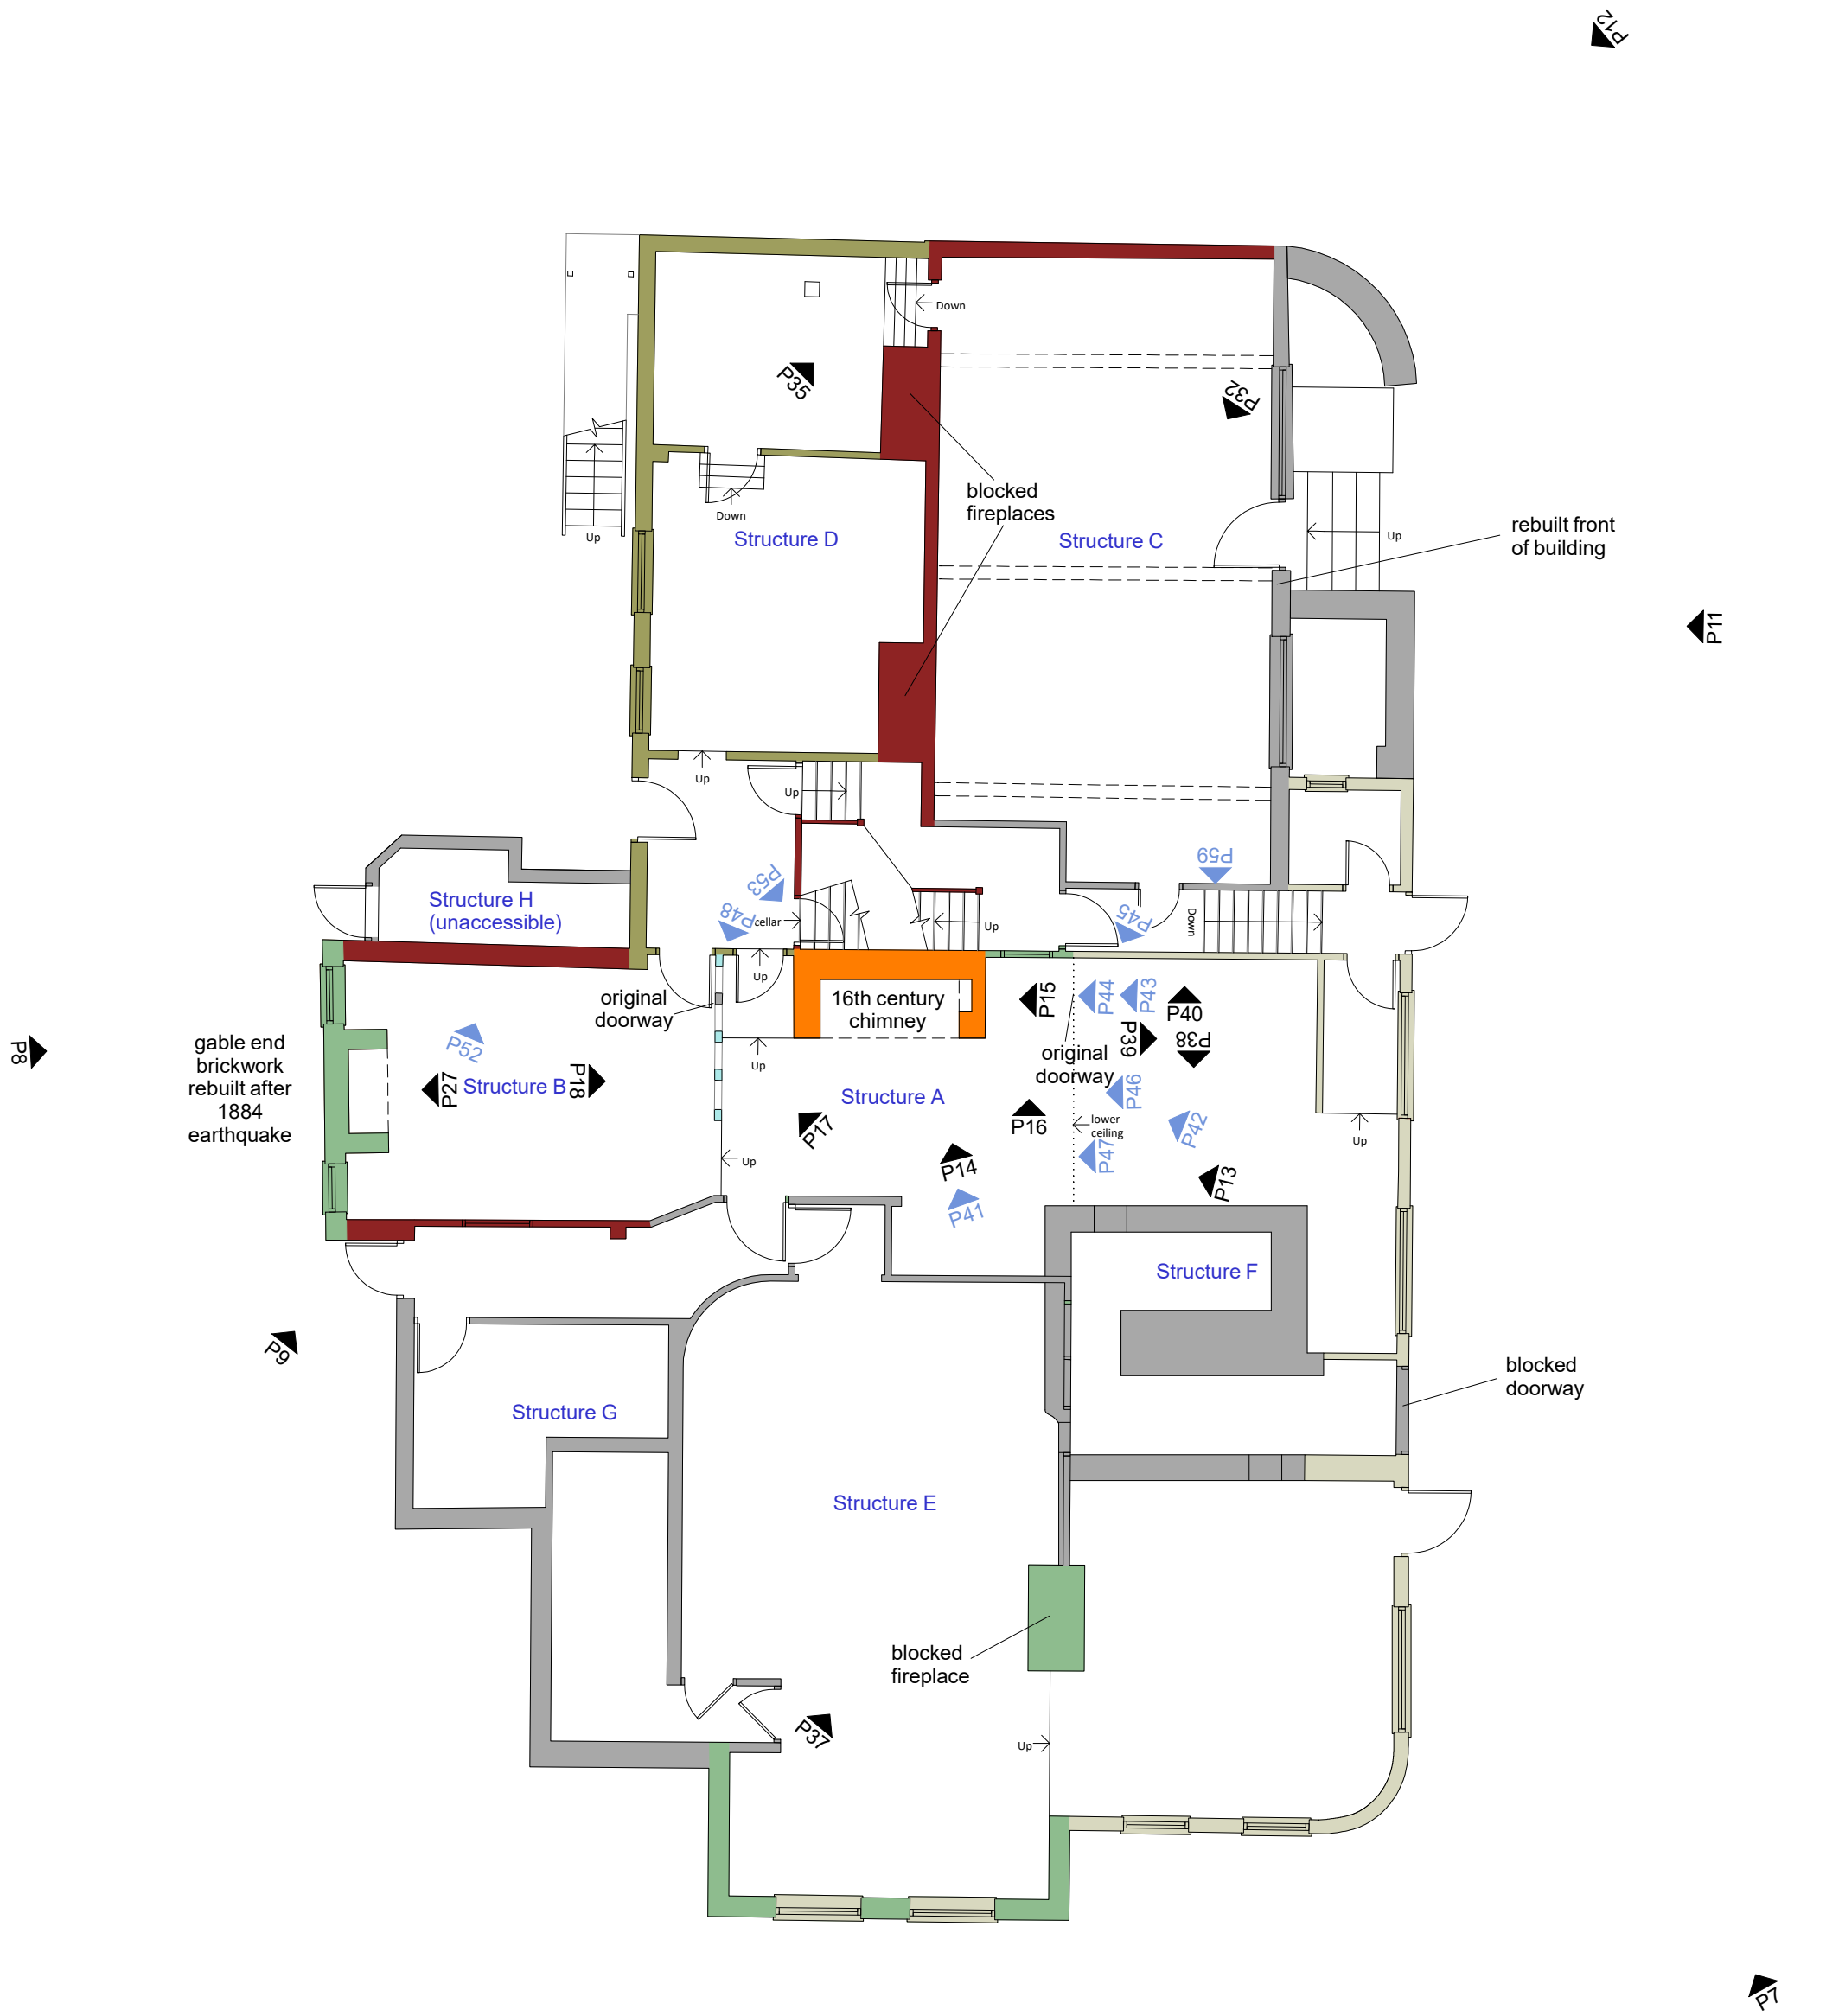 P12
Down
P35
P32
blocked
fireplaces
Down
Structure D
Structure C
rebuilt front
of building
Up
Up
P11
Up
Up
P59
P53
P48
cellar
P45
Down
Structure H
(unaccessible)
Up
Up
original
doorway
16th century
chimney
P15
P44
P43
P40
P8
gable end
brickwork
rebuilt after
1884
earthquake
P52
P27
Structure B
P18
Up
original
doorway
P39
P38
Structure A
P46
P17
P16
lower
ceiling
P42
Up
Up
P14
P47
P13
P41
Structure F
P9
Structure G
blocked
doorway
Structure E
blocked
fireplace
P37
Up
P7